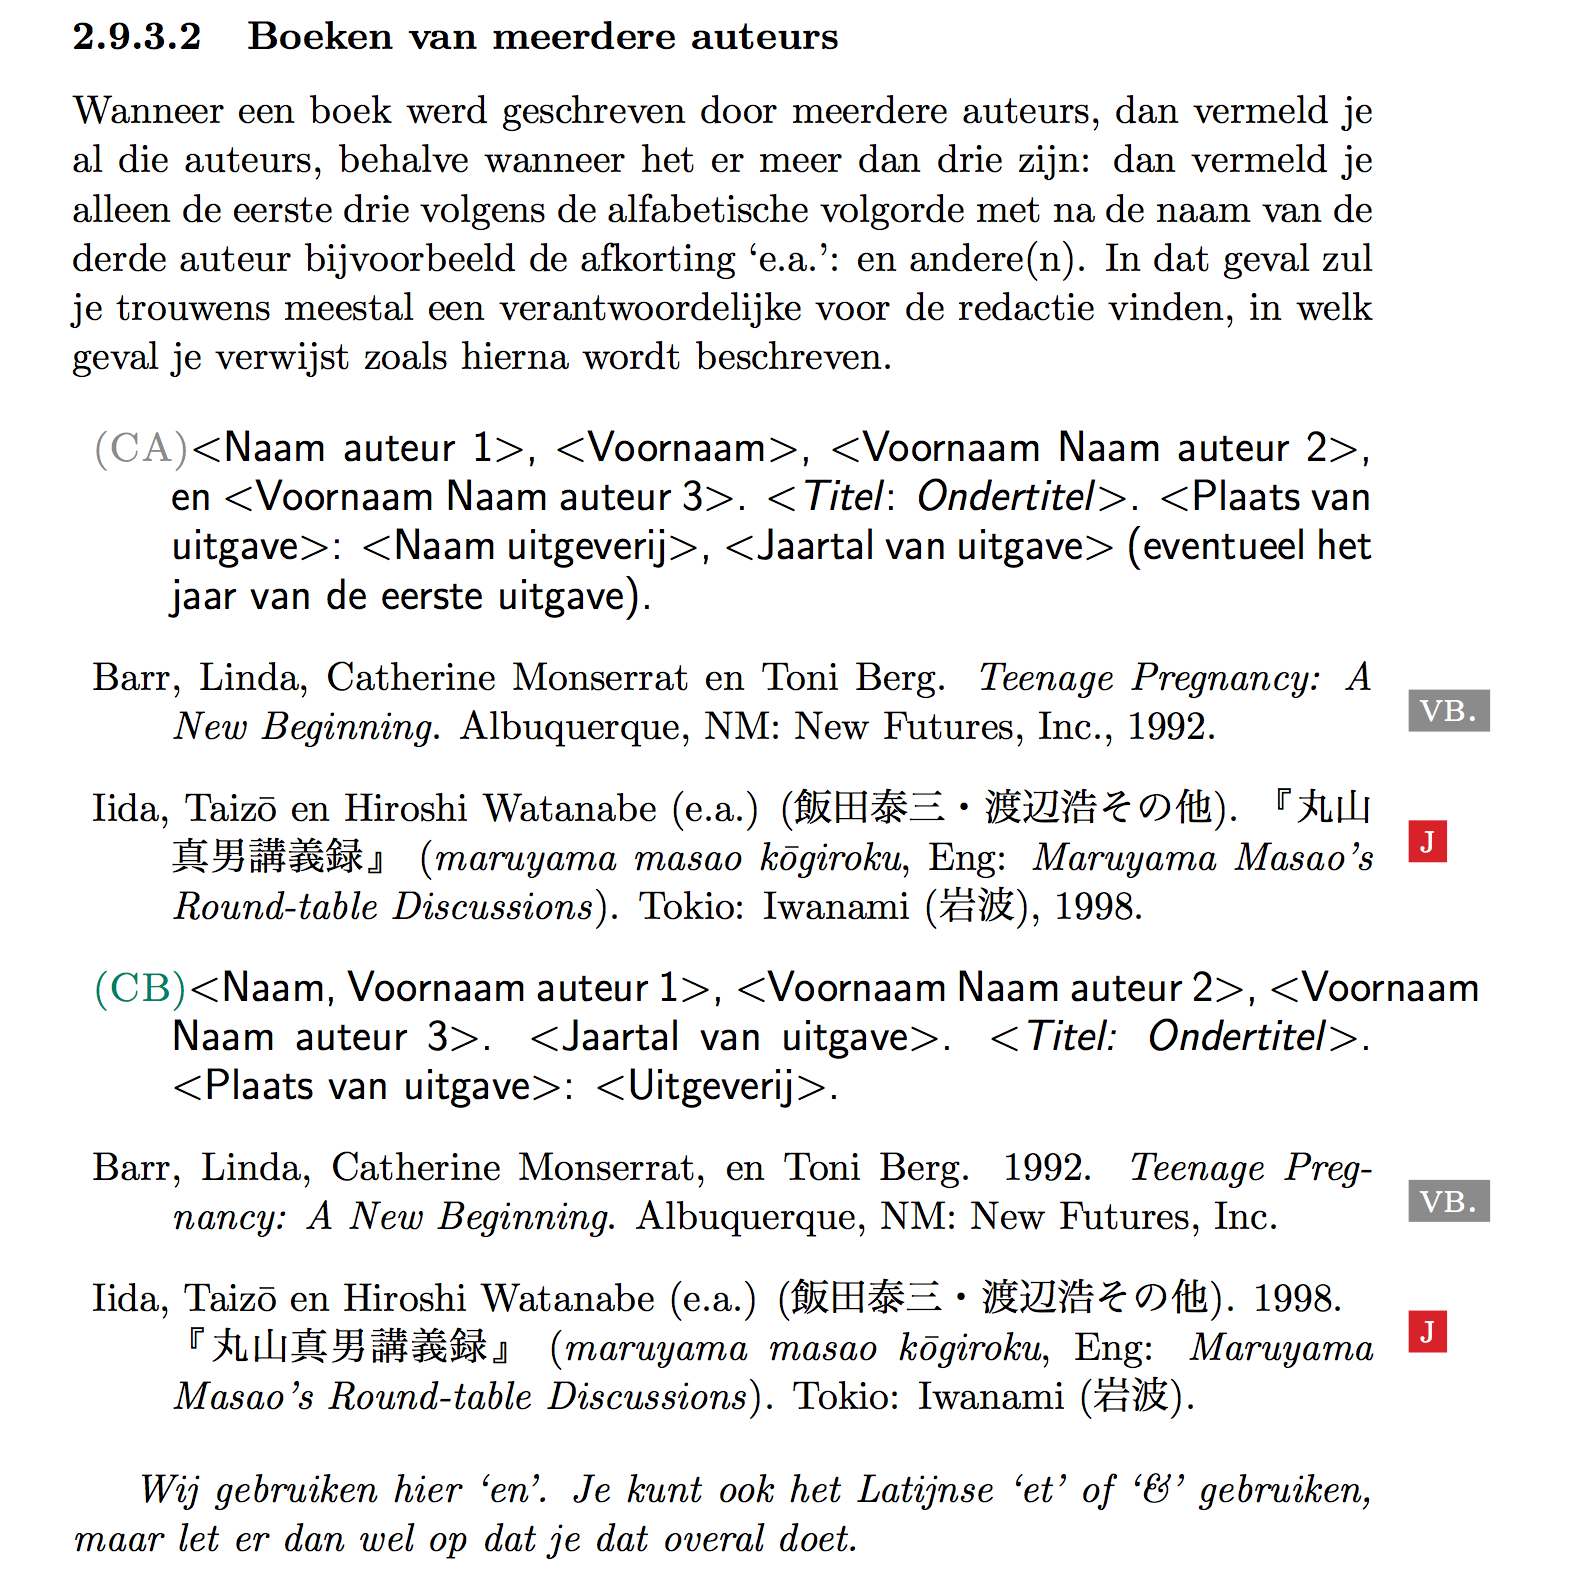 2.9.3.2 Boeken van meerdere auteurs
Wanneer een boek werd geschreven door meerdere auteurs, dan vermeld je
al die auteurs, behalve wanneer het er meer dan drie zijn: dan vermeld je
alleen de eerste drie volgens de alfabetische volgorde met na de naam van de
derde auteur bijvoorbeeld de afkorting ‘e.a.’: en andere(n). In dat geval zul
je trouwens meestal een verantwoordelijke voor de redactie vinden, in welk
geval je verwijst zoals hierna wordt beschreven.
(CA)<Naam auteur 1>, <Voornaam>, <Voornaam Naam auteur 2>,
en <Voornaam Naam auteur 3>. <Titel: Ondertitel>. <Plaats van
uitgave>: <Naam uitgeverij>, <Jaartal van uitgave> (eventueel het
jaar van de eerste uitgave).
Barr, Linda, Catherine Monserrat en Toni Berg. Teenage Pregnancy: A
New Beginning. Albuquerque, NM: New Futures, Inc., 1992.
VB.
Iida, Taizō en Hiroshi Watanabe (e.a.) (飯田泰三・渡辺浩その他). 『丸山
真男講義録』 (maruyama masao kōgiroku, Eng: Maruyama Masao’s
Round-table Discussions). Tokio: Iwanami (岩波), 1998.
J
(CB)<Naam, Voornaam auteur 1>, <Voornaam Naam auteur 2>, <Voornaam
Naam auteur 3>. <Jaartal van uitgave>. <Titel: Ondertitel>.
<Plaats van uitgave>: <Uitgeverij>.
Barr, Linda, Catherine Monserrat, en Toni Berg. 1992. Teenage Preg-
nancy: A New Beginning. Albuquerque, NM: New Futures, Inc.
VB.
Iida, Taizō en Hiroshi Watanabe (e.a.) (飯田泰三・渡辺浩その他). 1998.
『丸山真男講義録』 (maruyama masao kōgiroku, Eng: Maruyama
Masao’s Round-table Discussions). Tokio: Iwanami (岩波).
J
Wij gebruiken hier ‘en’. Je kunt ook het Latijnse ‘et’ of ‘&’ gebruiken,
maar let er dan wel op dat je dat overal doet.